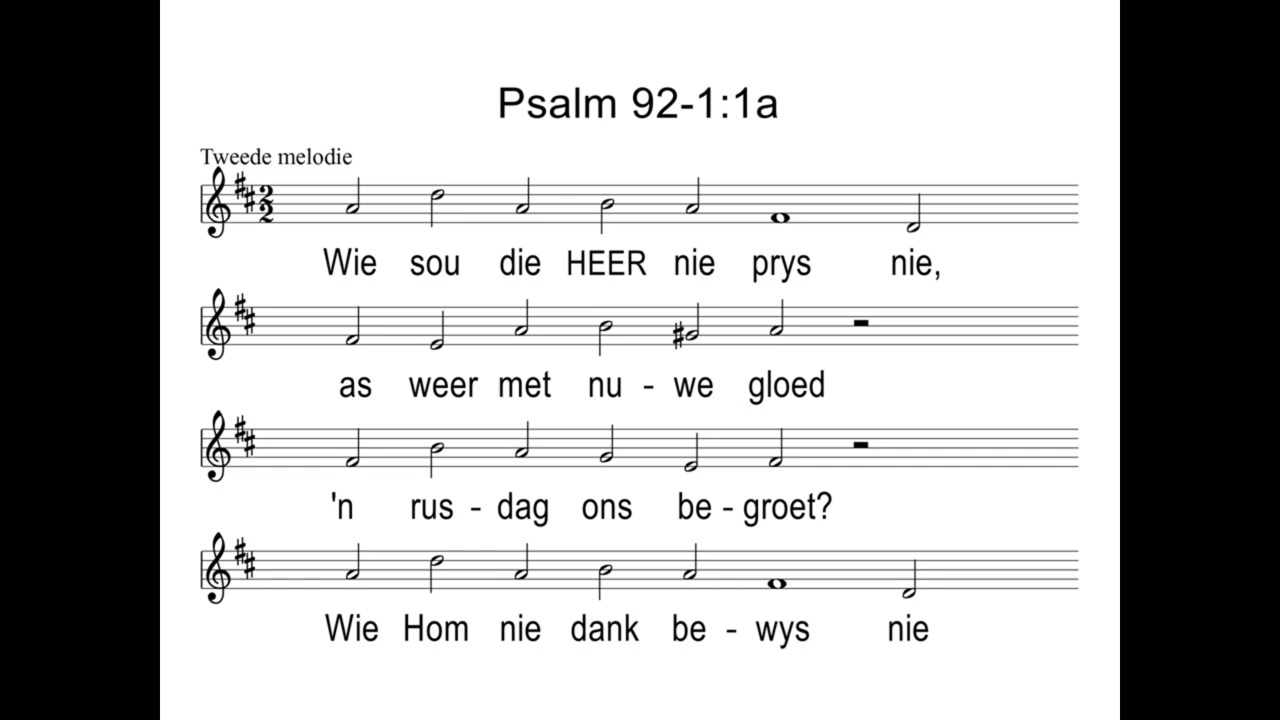 Psalm 92-1:1a
Tweede melodie
Wie sou die HEER nie prys nie,
as weer met nu - we gloed
'n rus - dag ons be - groet?
Wie Hom nie dank be - wys nie